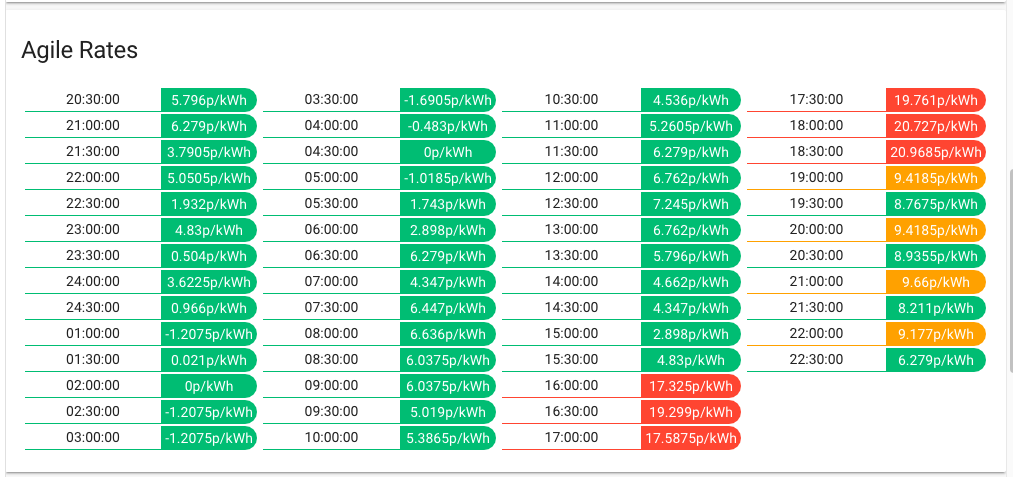 Agile Rates
20:30:00 5.796p/kWh 03:30:00 -1.6905p/kWh 10:30:00 4.536p/kWh 17:30:00 19.761p/kWh
21:00:00 6.279p/kWh 04:00:00 -0.483p/kWh 11:00:00 5.2605p/kWh 18:00:00 20.727p/kWh
21:30:00 3.7905p/kWh 04:30:00 0p/kWh 11:30:00 6.279p/kWh 18:30:00 20.9685p/kWh
22:00:00 5.0505p/kWh 05:00:00 -1.0185p/kWh 12:00:00 6.762p/kWh 19:00:00 9.4185p/kWh
22:30:00 1.932p/kWh 05:30:00 1.743p/kWh 12:30:00 7.245p/kWh 19:30:00 8.7675p/kWh
23:00:00 4.83p/kWh 06:00:00 2.898p/kWh 13:00:00 6.762p/kWh 20:00:00 9.4185p/kWh
23:30:00 0.504p/kWh 06:30:00 6.279p/kWh 13:30:00 5.796p/kWh 20:30:00 8.9355p/kWh
24:00:00 3.6225p/kWh 07:00:00 4.347p/kWh 14:00:00 4.662p/kWh 21:00:00 9.66p/kWh
24:30:00 0.966p/kWh 07:30:00 6.447p/kWh 14:30:00 4.347p/kWh 21:30:00 8.211p/kWh
01:00:00 -1.2075p/kWh 08:00:00 6.636p/kWh 15:00:00 2.898p/kWh 22:00:00 9.177p/kWh
01:30:00 0.021p/kWh 08:30:00 6.0375p/kWh 15:30:00 4.83p/kWh 22:30:00 6.279p/kWh
02:00:00 0p/kWh 09:00:00 6.0375p/kWh 16:00:00 17.325p/kWh
02:30:00 -1.2075p/kWh 09:30:00 5.019p/kWh 16:30:00 19.299p/kWh
03:00:00 -1.2075p/kWh 10:00:00 5.3865p/kWh 17:00:00 17.5875p/kWh